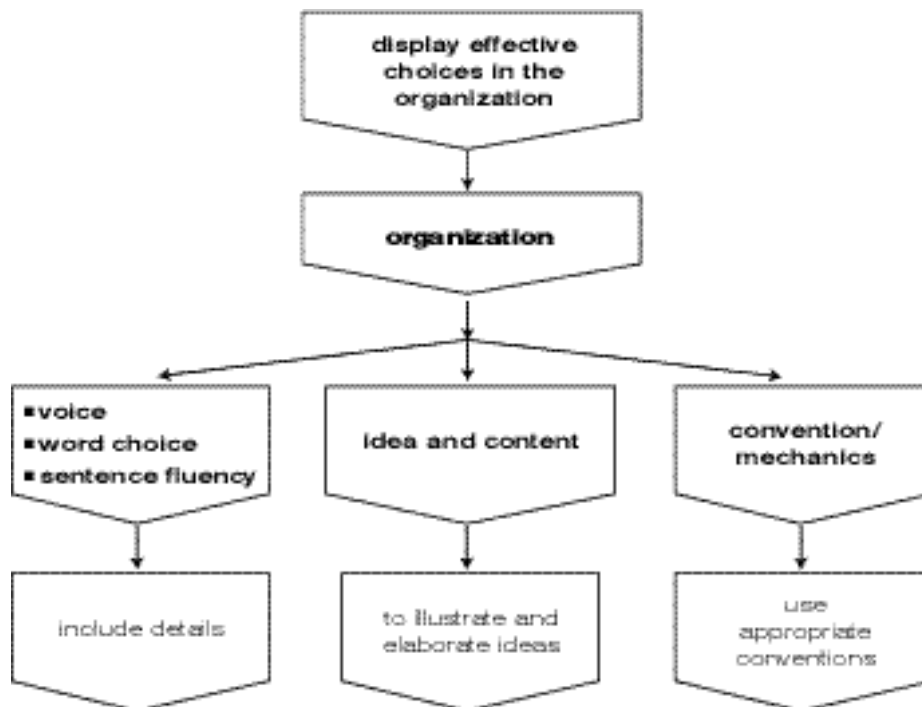 display effective
choices in the
organization
organization
▪voice
▪word choice
▪sentence fluency
idea and content
convention/
mechanics
include details
to illustrate and
elaborate ideas
use
appropriate
conventions